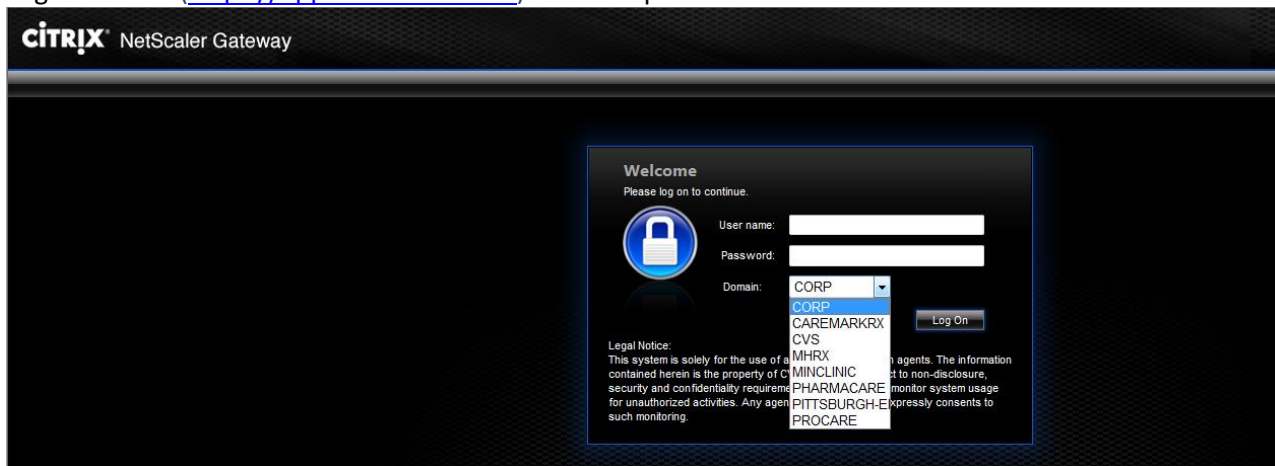 CİTRIX NetScaler Gateway
Welcome
Please log on to continue.
User name:
Password:
Domain: CORP
CORP
CAREMARKRX
CVS
MHRX
MINCLINIC
PHARMACARE
PITTSBURGH-E
PROCARE
Log On
Legal Notice:
This system is solely for the use of a agents. The information
contained herein is the property of C ct to non-disclosure,
security and confidentiality requireme monitor system usage
for unauthorized activities. Any agen xpressly consents to
such monitoring.